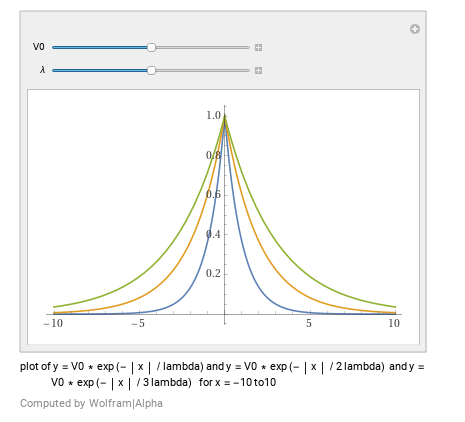 V0
λ
1.0
0.8
0.6
0.4
0.2
−10 −5 5 10
plot of y = V0 * exp (− | x | / lambda) and y = V0 * exp (− | x | / 2 lambda) and y =
V0 * exp (− | x | / 3 lambda) for x = −10 to 10
Computed by Wolfram|Alpha